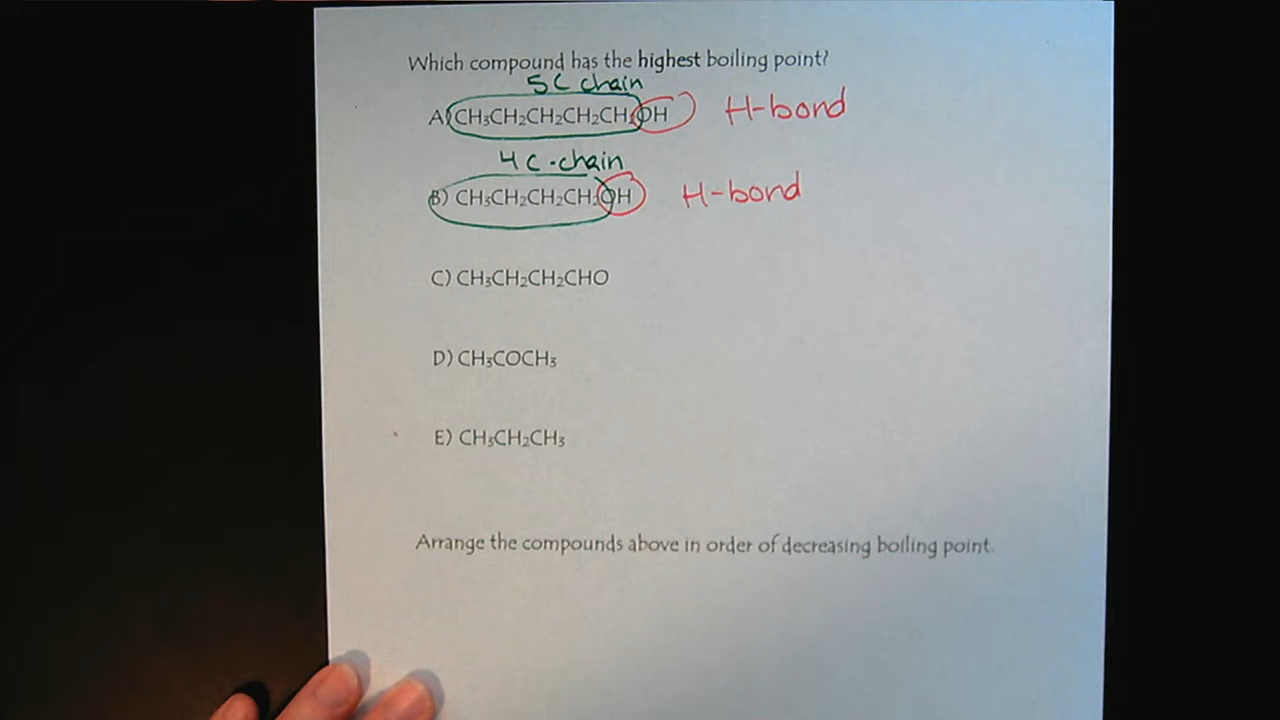 Which compound has the highest boiling point?
5C chain
A) CH₃CH₂CH₂CH₂CH₂OH H-bond
4C-chain
B) CH₃CH₂CH₂CH₂OH H-bond
C) CH₃CH₂CH₂CHO
D) CH₃COCH₃
E) CH₃CH₂CH₃
Arrange the compounds above in order of decreasing boiling point.